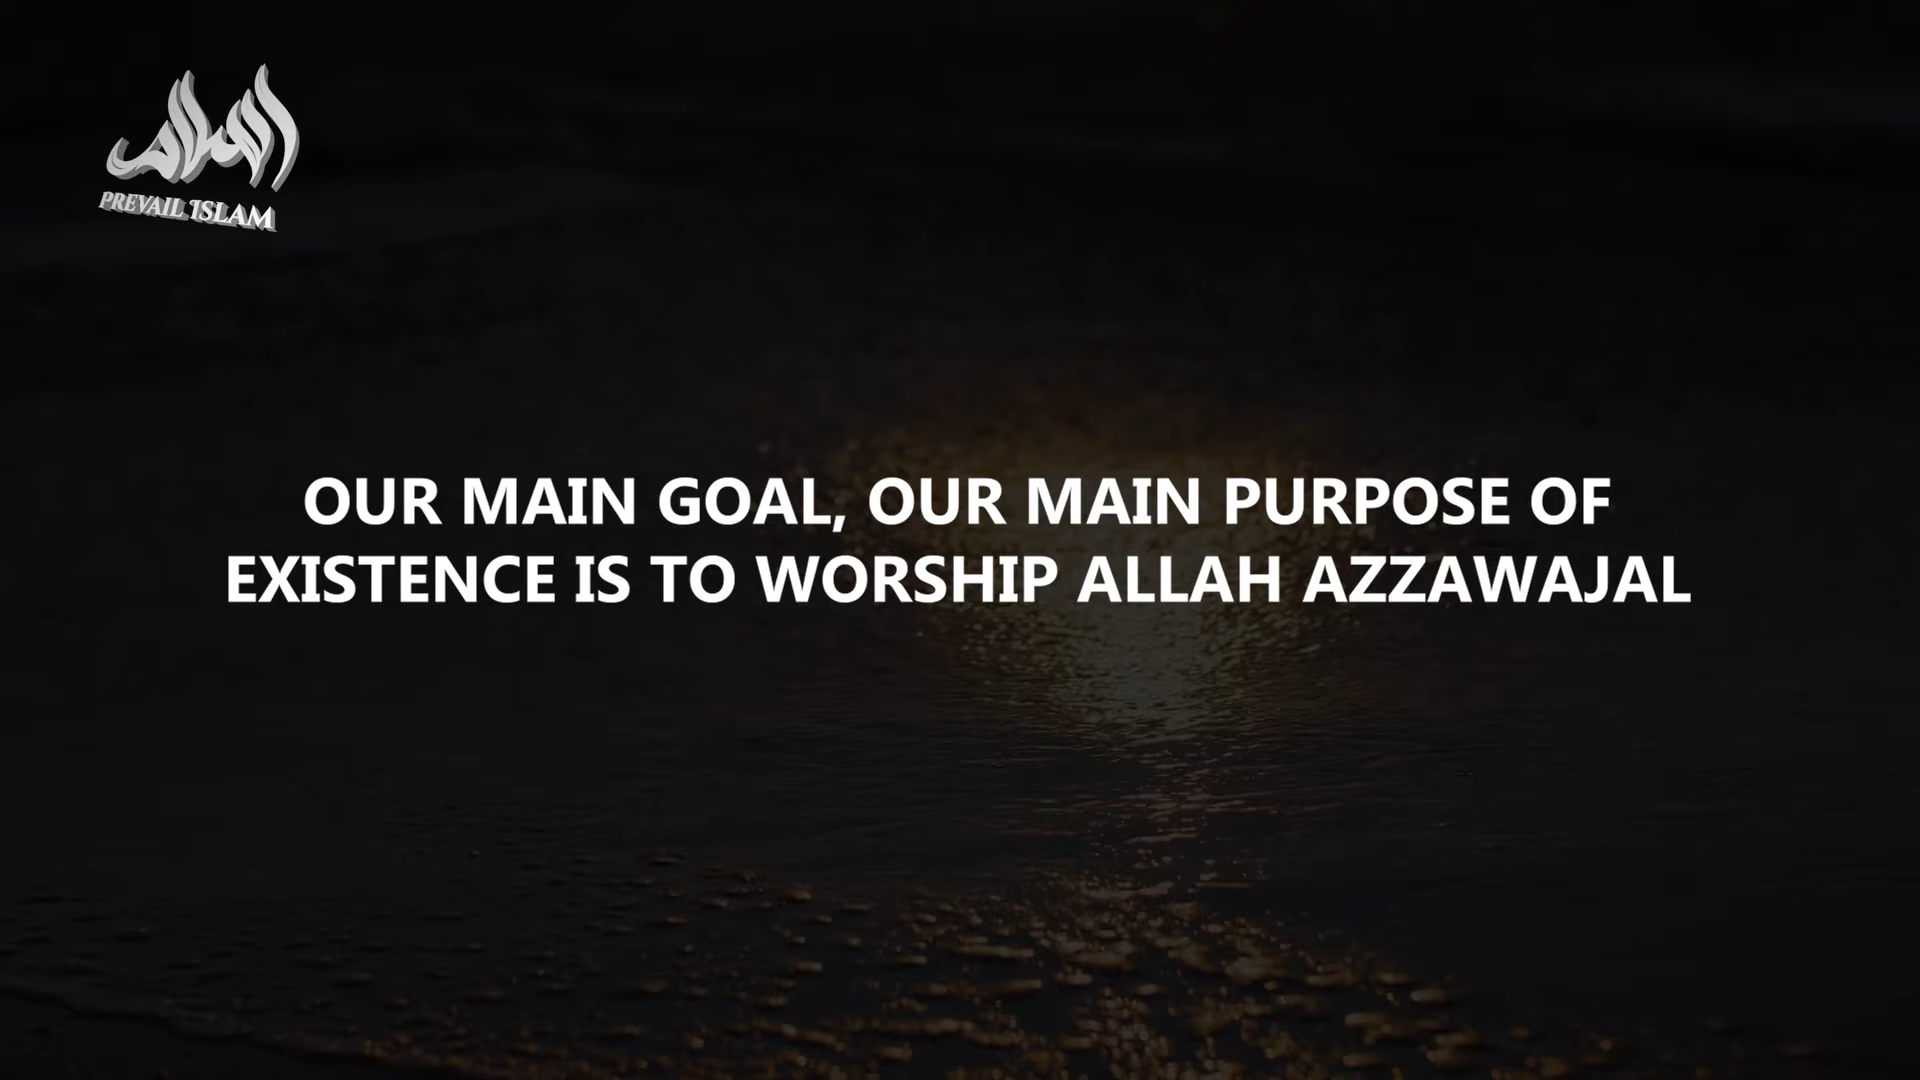 PREVAIL ISLAM
OUR MAIN GOAL, OUR MAIN PURPOSE OF
EXISTENCE IS TO WORSHIP ALLAH AZZAWAJAL